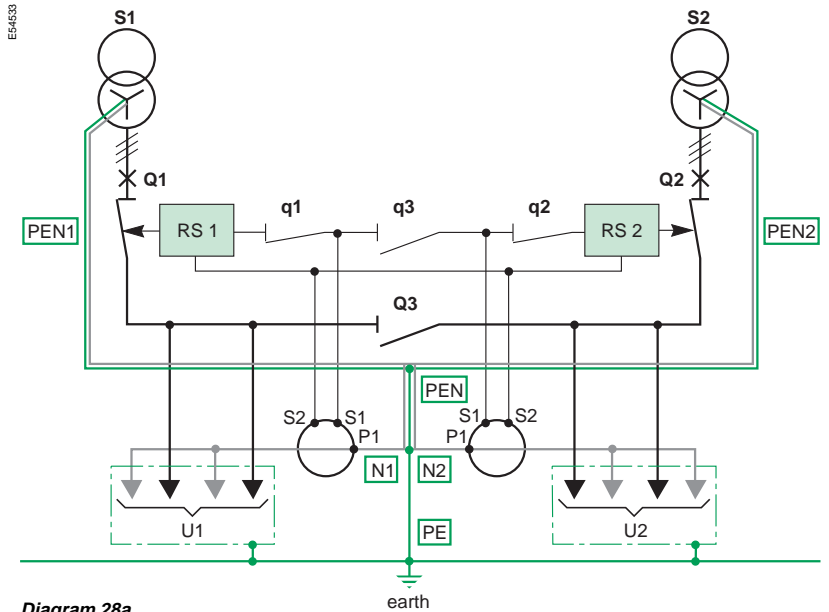 E54533
S1 S2
Q1 Q2
q1 q3 q2
RS 1 RS 2
PEN1 PEN2
Q3
PEN
S2 S1 S1 S2
P1 P1
N1 N2
U1 U2
PE
earth
Diagram 28a